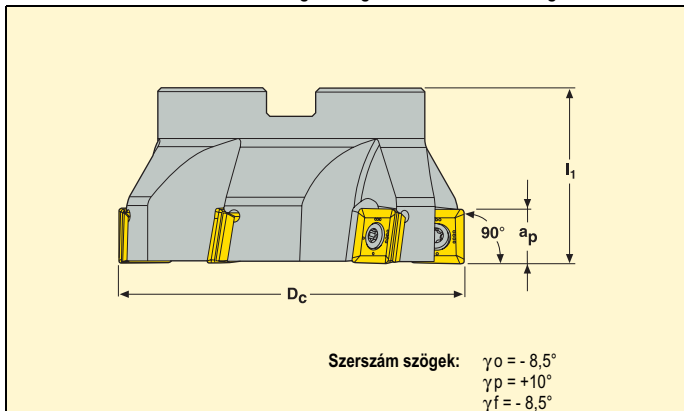 l1
90°
ap
Dc
Szerszám szögek: γo = - 8,5°
γp = +10°
γf = - 8,5°